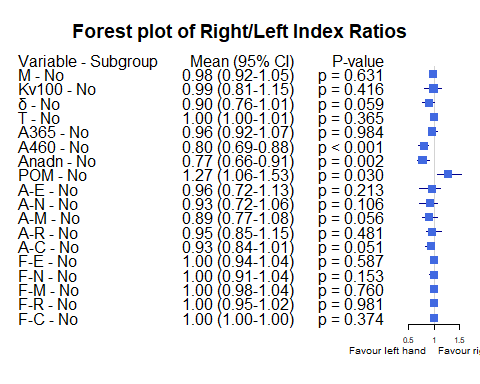 Forest plot of Right/Left Index Ratios
Variable - Subgroup Mean (95% CI) P-value
M - No 0.98 (0.92-1.05) p = 0.631
Kv100 - No 0.99 (0.81-1.15) p = 0.416
δ - No 0.90 (0.76-1.01) p = 0.059
T - No 1.00 (1.00-1.01) p = 0.365
A365 - No 0.96 (0.92-1.07) p = 0.984
A460 - No 0.80 (0.69-0.88) p < 0.001
Anadn - No 0.77 (0.66-0.91) p = 0.002
POM - No 1.27 (1.06-1.53) p = 0.030
A-E - No 0.96 (0.72-1.13) p = 0.213
A-N - No 0.93 (0.72-1.06) p = 0.106
A-M - No 0.89 (0.77-1.08) p = 0.056
A-R - No 0.95 (0.85-1.15) p = 0.481
A-C - No 0.93 (0.84-1.01) p = 0.051
F-E - No 1.00 (0.94-1.04) p = 0.587
F-N - No 1.00 (0.91-1.04) p = 0.153
F-M - No 1.00 (0.98-1.04) p = 0.760
F-R - No 1.00 (0.95-1.02) p = 0.981
F-C - No 1.00 (1.00-1.00) p = 0.374
0.5 1 1.5
Favour left hand Favour rig